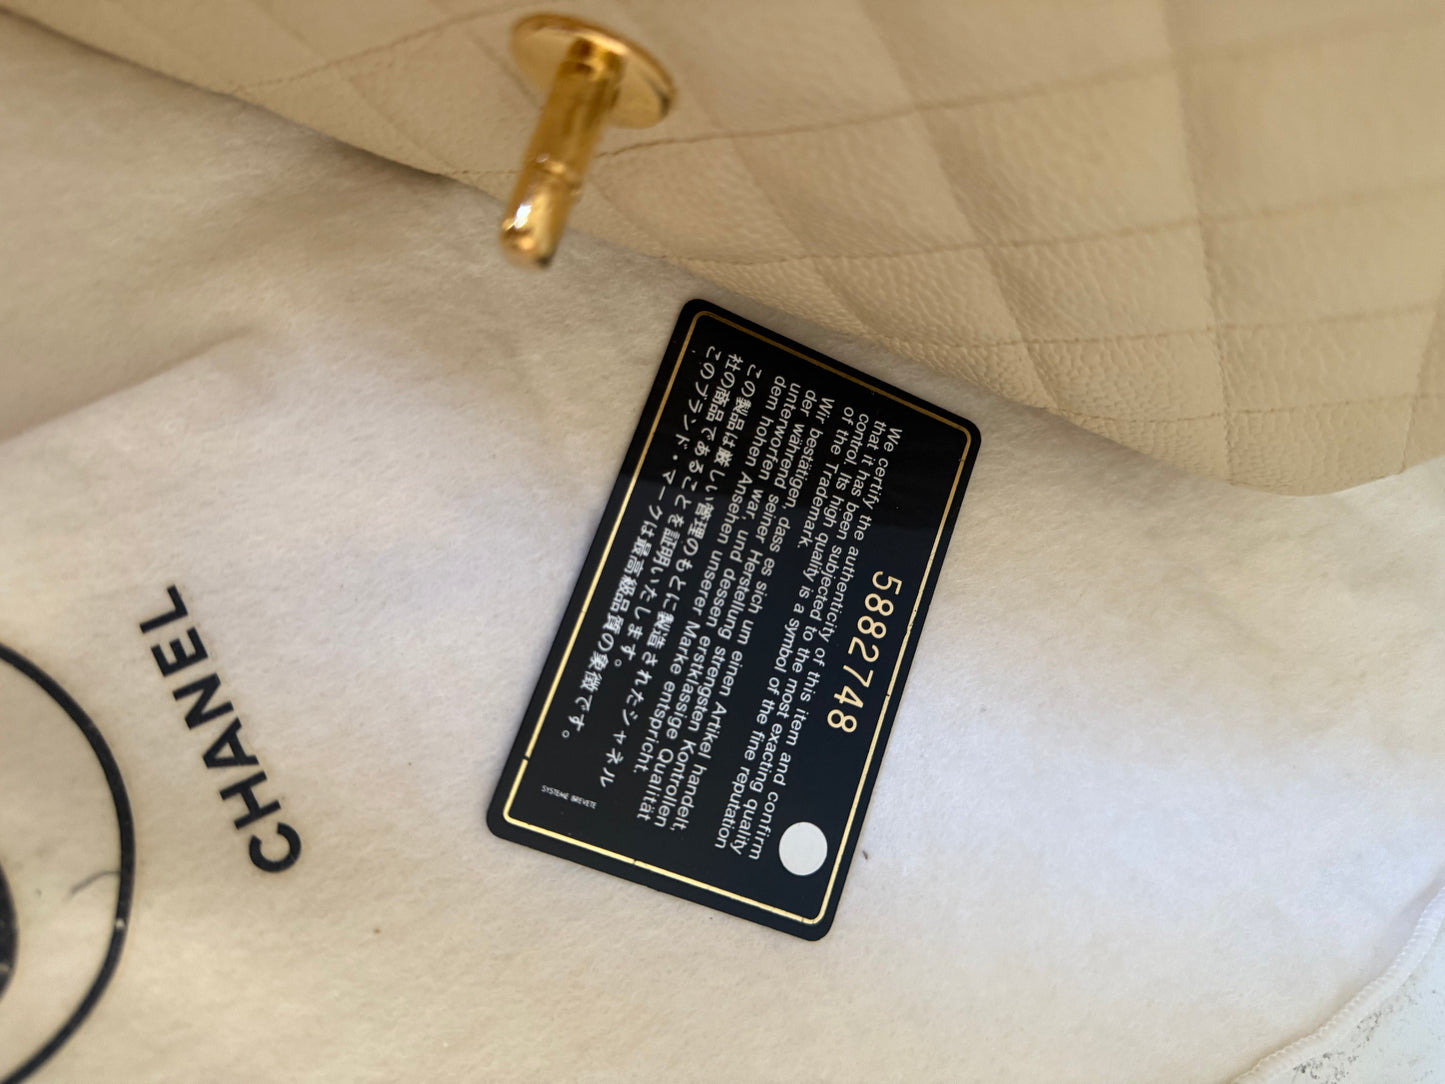 5882748
We certify the authenticity of this item and confirm
that it has been subjected to the most exacting quality
control. Its high quality is a symbol of the fine reputation
of the Trademark.
Wir bestätigen, dass es sich um einen Artikel handelt,
der während seiner Herstellung strengsten Kontrollen
unterworfen war, und dessen erstklassige Qualität
dem hohen Ansehen unserer Marke entspricht.
この製品は厳しい管理のもとに製造されたシャネル
社の商品であることを証明いたします。
このブランド・マークは最高級品質の象徴です。
SYSTEME BREVETE
CHANEL